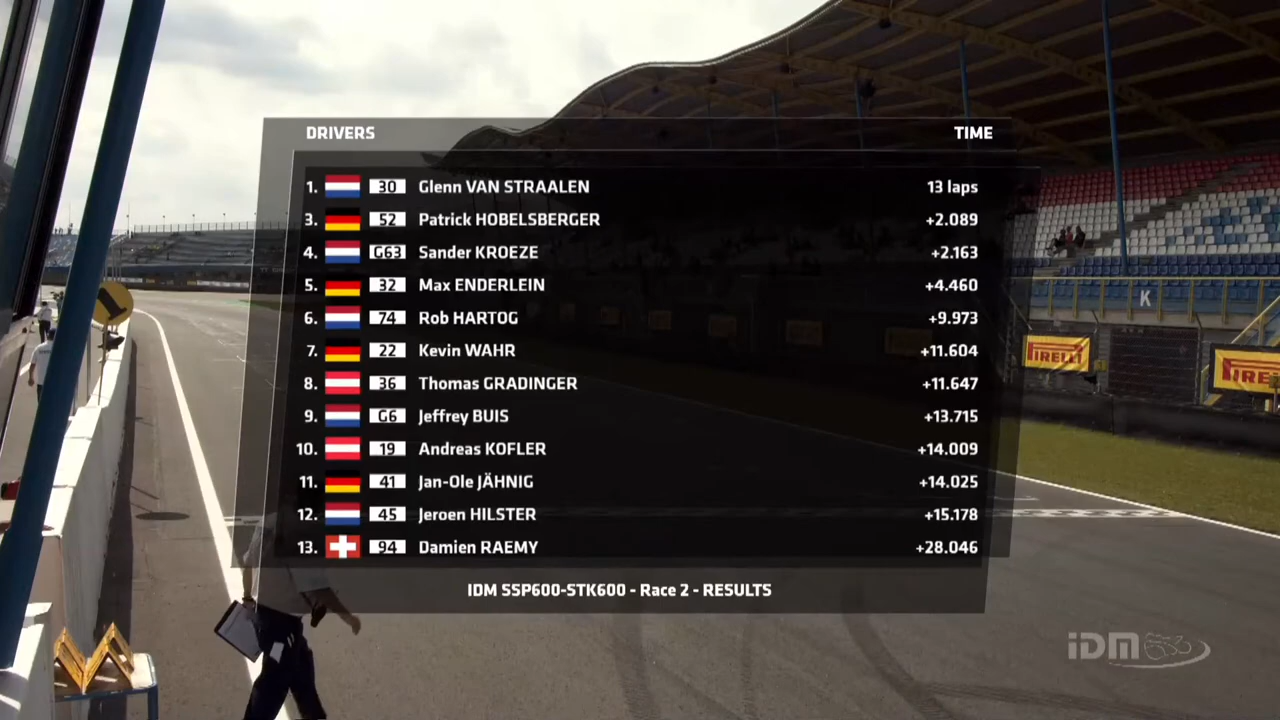 DRIVERS TIME
1. 30 Glenn VAN STRAALEN 13 laps
3. 52 Patrick HOBELSBERGER +2.089
4. G63 Sander KROEZE +2.163
5. 32 Max ENDERLEIN +4.460
6. 74 Rob HARTOG +9.973
7. 22 Kevin WAHR +11.604
8. 36 Thomas GRADINGER +11.647
9. G6 Jeffrey BUIS +13.715
10. 19 Andreas KOFLER +14.009
11. 41 Jan-Ole JÄHNIG +14.025
12. 45 Jeroen HILSTER +15.178
13. 94 Damien RAEMY +28.046
IDM SSP600-STK600 - Race 2 - RESULTS
K
PIRELLI
PIRE
1
iDM